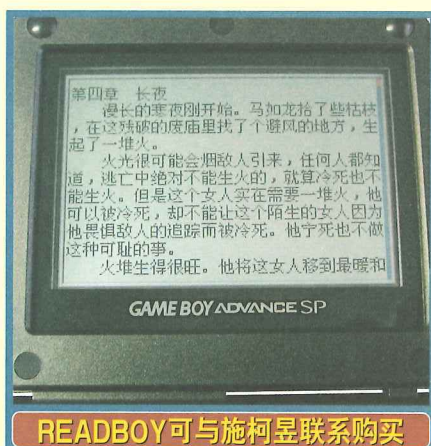 第四章 长夜
漫长的寒夜刚开始。马如龙拾了些枯枝
，在这残破的废庙里找了个避风的地方，生
起了一堆火。
火光很可能会烟敌人引来，任何人都知
道，逃亡中绝对不能生火的，就算冷死也不
能生火。但是这个女人实在需要一堆火，他
可以被冷死，却不能让这个陌生的女人因为
他畏惧敌人的追踪而被冷死。他宁死也不做
这种可耻的事。
火堆生得很旺。他将这女人移到最暖和
GAME BOY ADVANCE SP
READBOY可与施柯昱联系购买